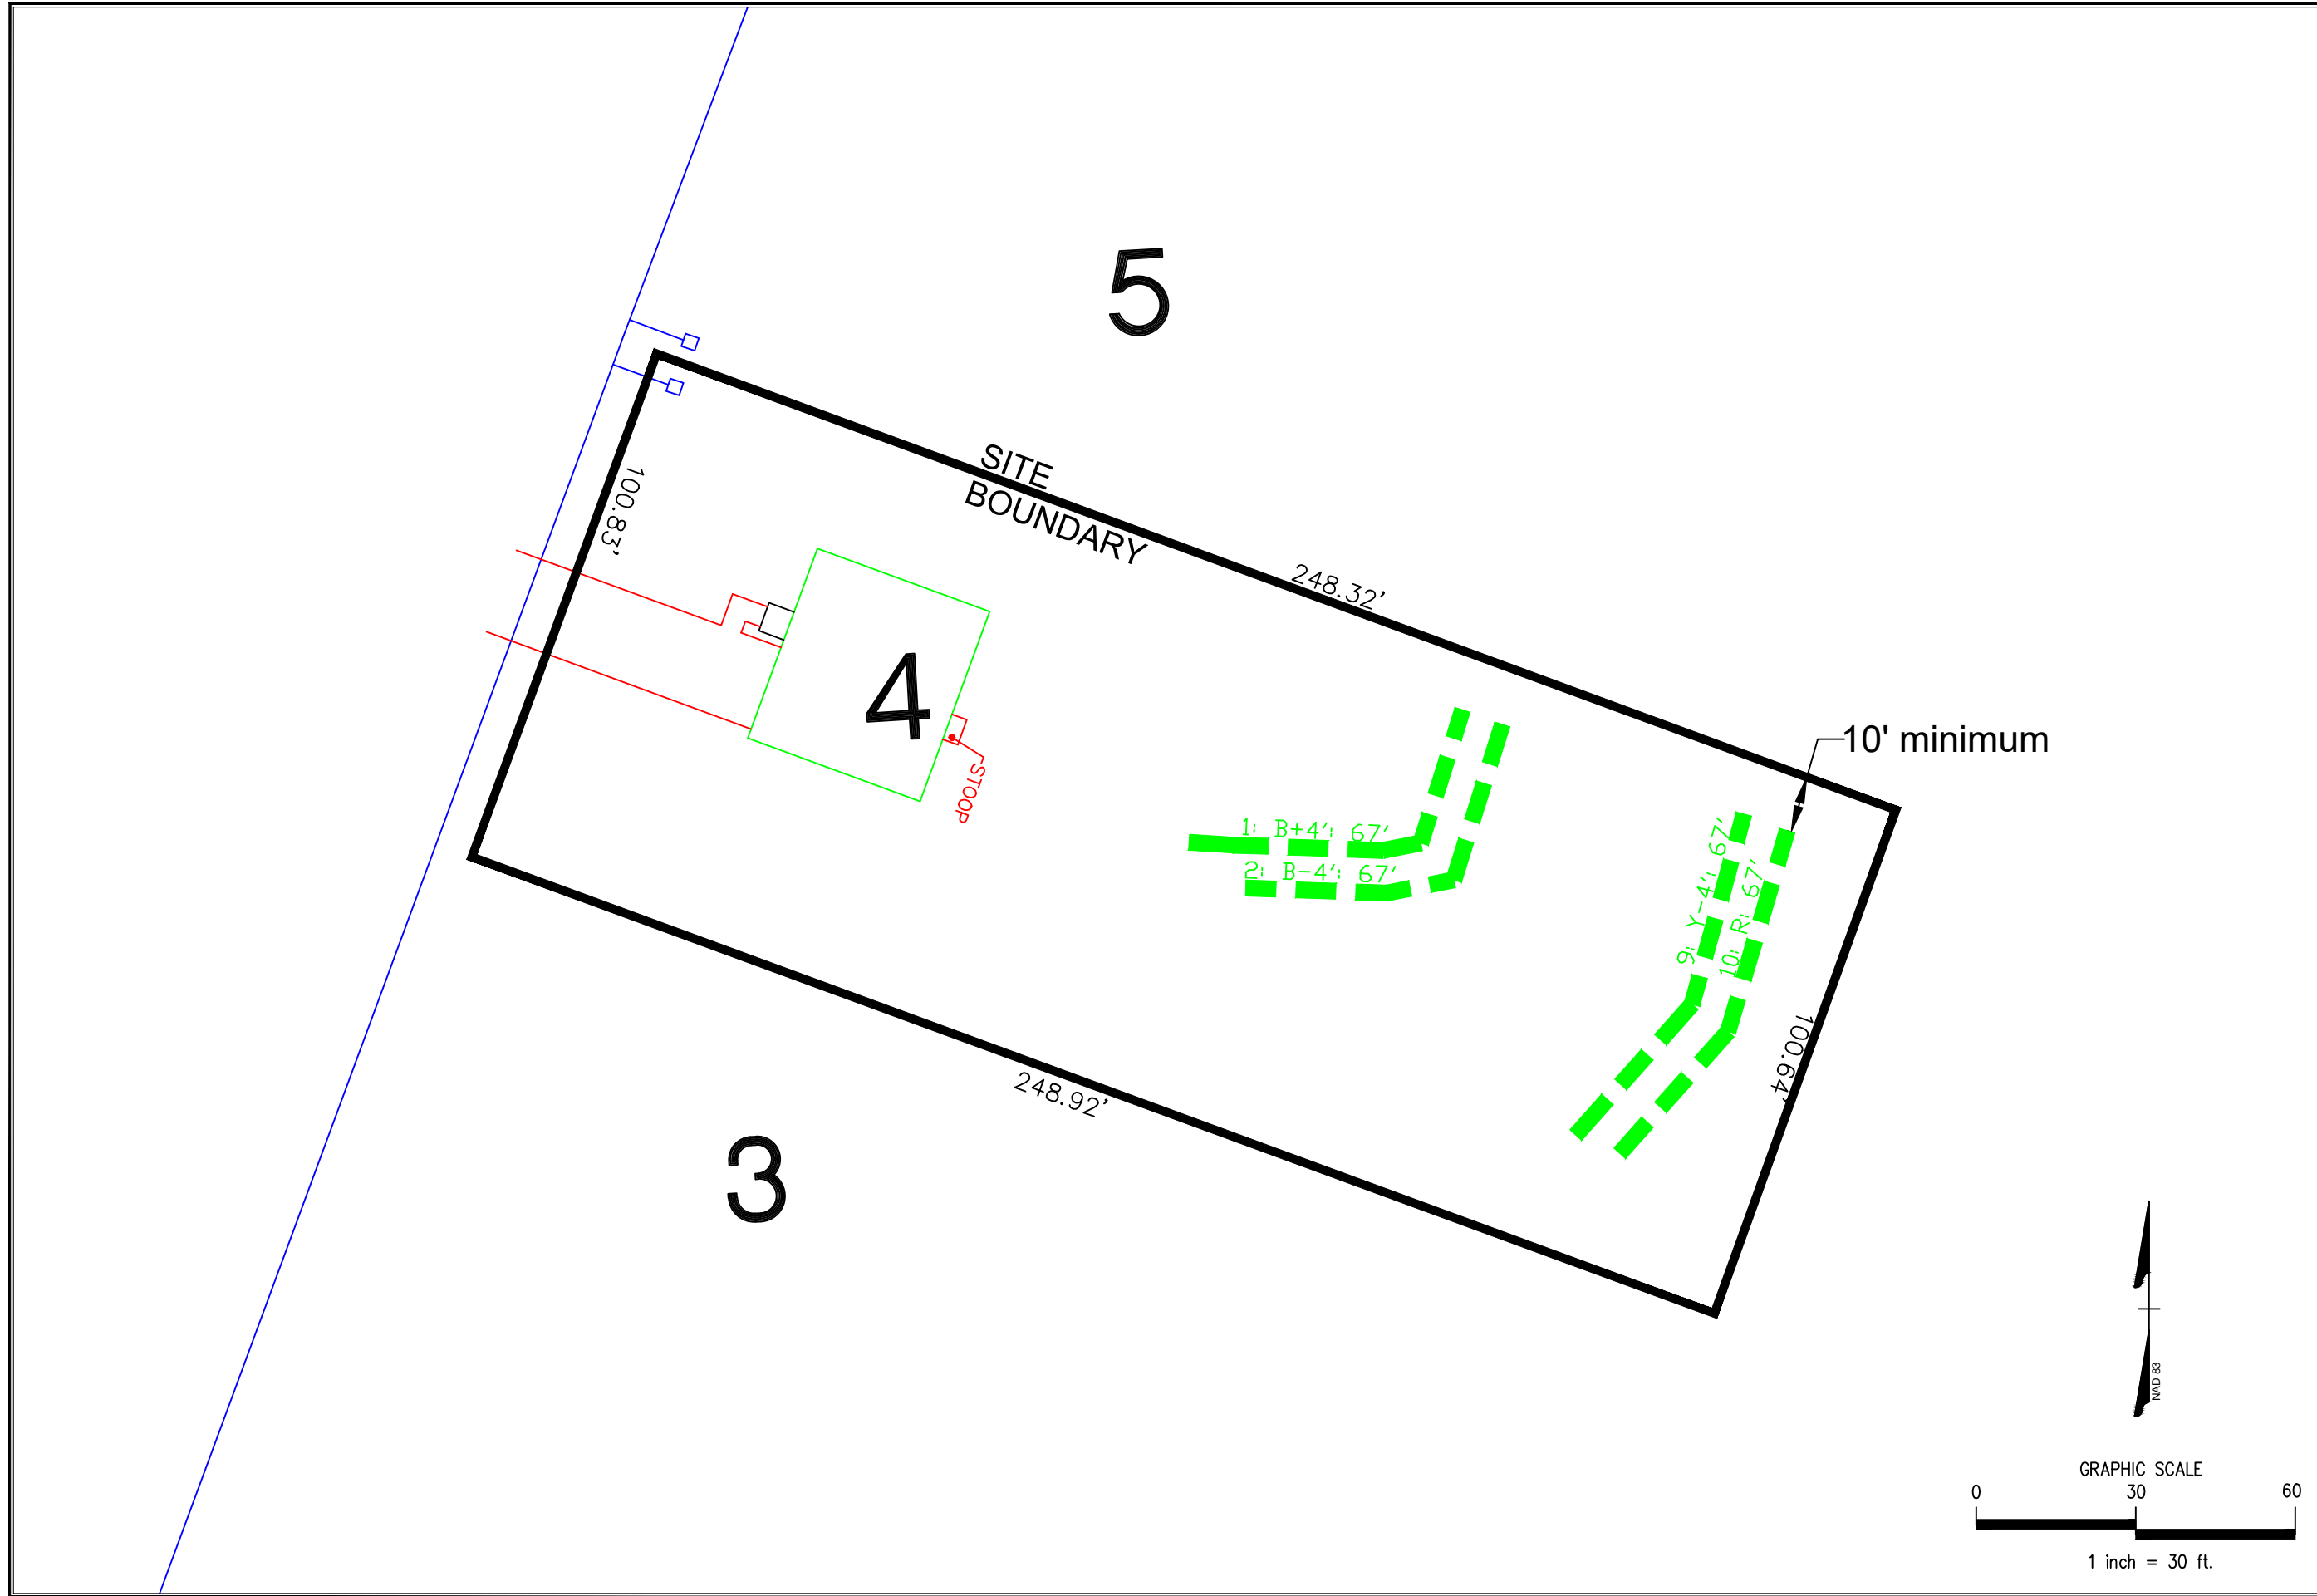 5
SITE
BOUNDARY
100.83'
248.32'
4
STOOP
10' minimum
1; B+4'; 67'
2; B-4'; 67'
9; Y-4'; 67'
10; R; 67'
100.64'
248.92'
3
NAD 83
GRAPHIC SCALE
0 30 60
1 inch = 30 ft.